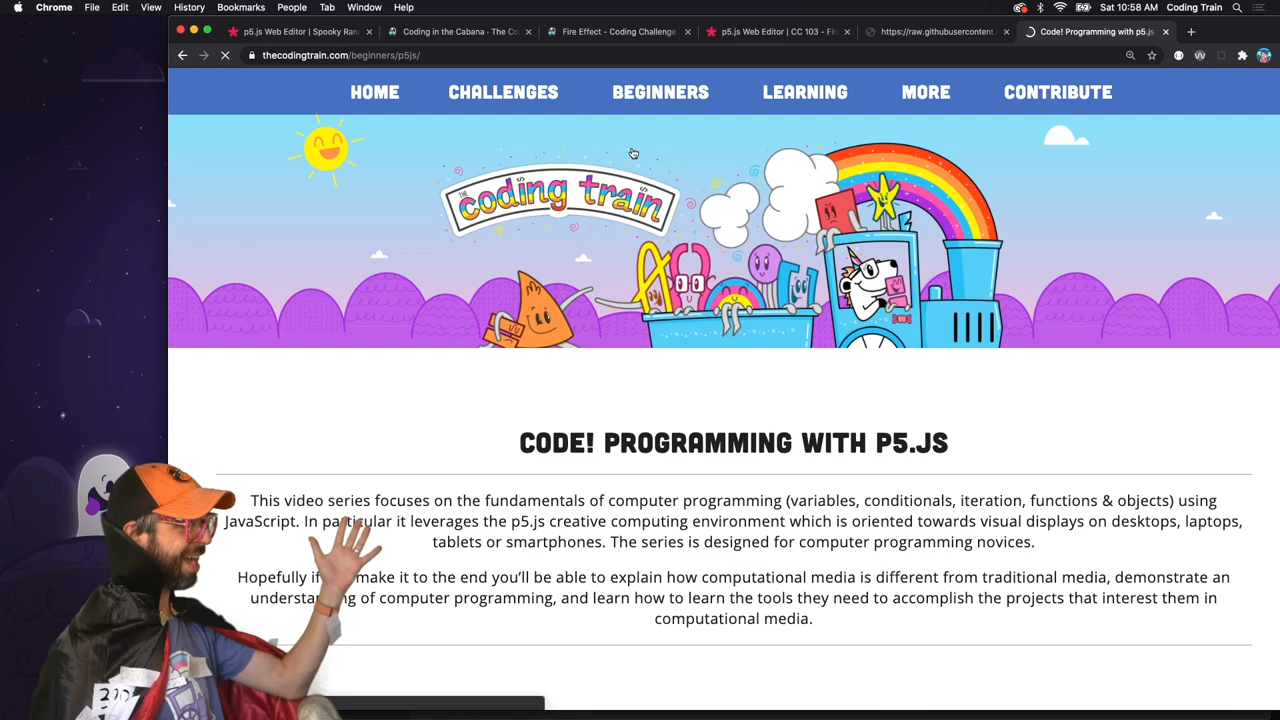 Chrome File Edit View History Bookmarks People Tab Window Help Sat 10:58 AM Coding Train
p5.js Web Editor | Spooky Ran Coding in the Cabana · The Co Fire Effect - Coding Challenge p5.js Web Editor | CC 103 - Fir https://raw.githubusercontent. Code! Programming with p5.js
thecodingtrain.com/beginners/p5js/
HOME CHALLENGES BEGINNERS LEARNING MORE CONTRIBUTE
THE coding train
CODE! PROGRAMMING WITH P5.JS
This video series focuses on the fundamentals of computer programming (variables, conditionals, iteration, functions & objects) using
JavaScript. In particular it leverages the p5.js creative computing environment which is oriented towards visual displays on desktops, laptops,
tablets or smartphones. The series is designed for computer programming novices.
Hopefully if make it to the end you'll be able to explain how computational media is different from traditional media, demonstrate an
understanding of computer programming, and learn how to learn the tools they need to accomplish the projects that interest them in
computational media.